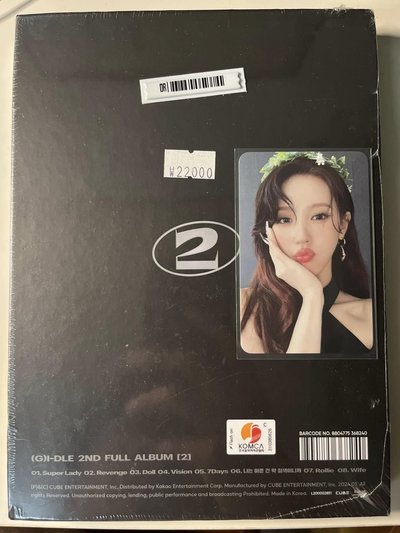 ₩22000
2
C
KOMCA
BARCODE NO. 8804775 368240
(G)I-DLE 2ND FULL ALBUM [2]
01. Super Lady 02. Revenge 03. Doll 04. Vision 05. 7Days 06. 나는 아픈 건 딱 질색이니까 07. Rollie 08. Wife
(P)&(C) CUBE ENTERTAINMENT, Inc. Distributed by Kakao Entertainment Corp. Manufactured by CUBE ENTERTAINMENT, Inc. 2024.01. All
Rights Reserved. Unauthorized copying, lending, public performance and broadcasting Prohibited. Made in Korea.